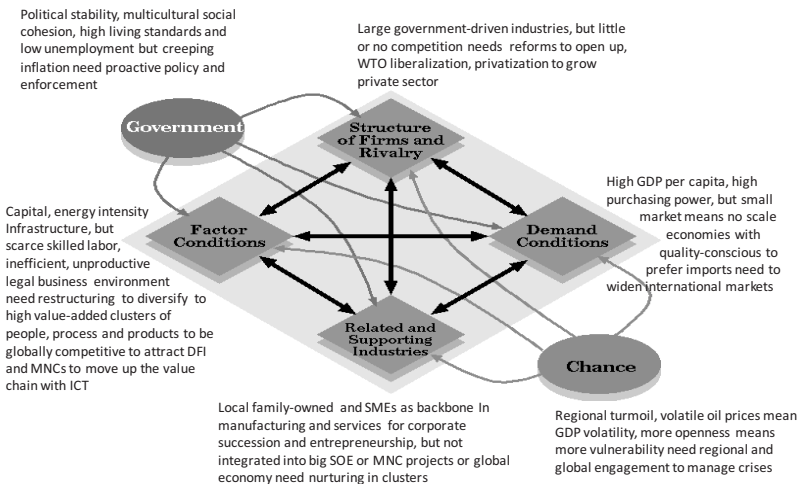 Political stability, multicultural social
cohesion, high living standards and
low unemployment but creeping
inflation need proactive policy and
enforcement
Large government-driven industries, but little
or no competition needs reforms to open up,
WTO liberalization, privatization to grow
private sector
Government
Structure
of Firms and
Rivalry
Capital, energy intensity
Infrastructure, but
scarce skilled labor,
inefficient, unproductive
legal business environment
need restructuring to diversify to
high value-added clusters of
people, process and products to be
globally competitive to attract DFI
and MNCs to move up the value
chain with ICT
Factor
Conditions
Demand
Conditions
High GDP per capita, high
purchasing power, but small
market means no scale
economies with
quality-conscious to
prefer imports need to
widen international markets
Related and
Supporting
Industries
Chance
Local family-owned and SMEs as backbone In
manufacturing and services for corporate
succession and entrepreneurship, but not
integrated into big SOE or MNC projects or global
economy need nurturing in clusters
Regional turmoil, volatile oil prices mean
GDP volatility, more openness means
more vulnerability need regional and
global engagement to manage crises